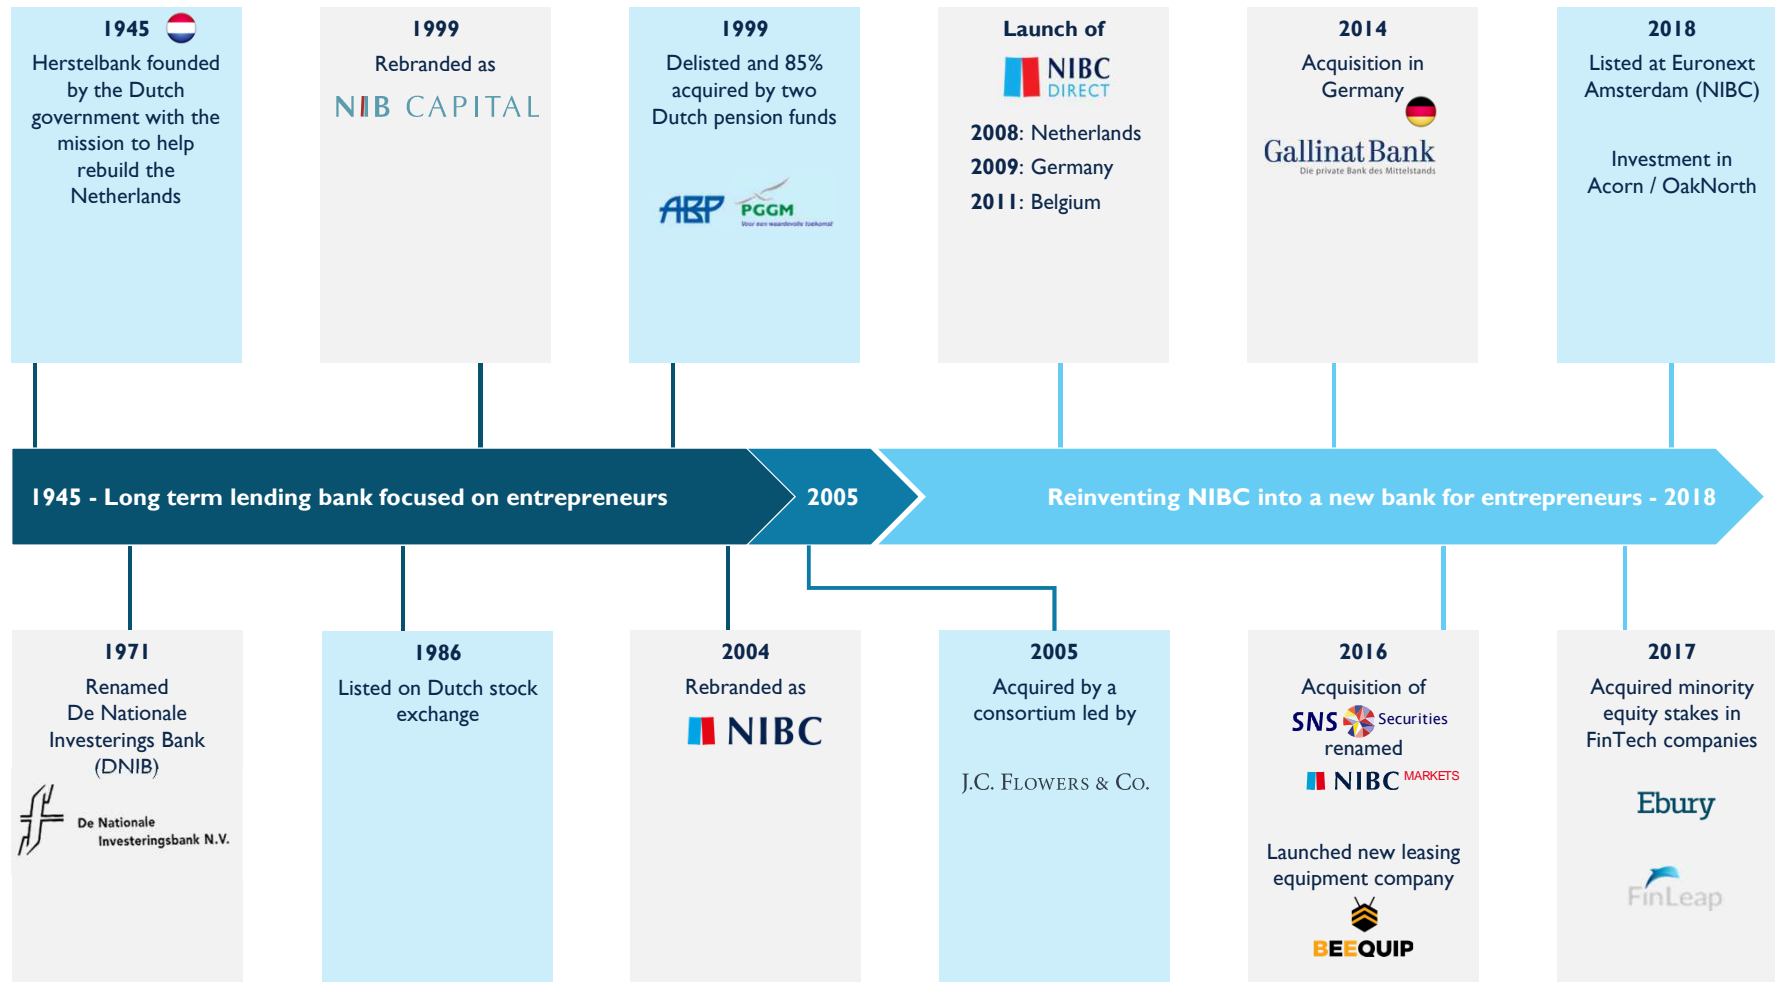 1945
Herstelbank founded
by the Dutch
government with the
mission to help
rebuild the
Netherlands
1999
Rebranded as
NIB CAPITAL
1999
Delisted and 85%
acquired by two
Dutch pension funds
ABP
PGGM
Voor een waardevolle toekomst
Launch of
NIBC
DIRECT
2008: Netherlands
2009: Germany
2011: Belgium
2014
Acquisition in
Germany
Gallinat Bank
Die private Bank des Mittelstands
2018
Listed at Euronext
Amsterdam (NIBC)
Investment in
Acorn / OakNorth
1945 - Long term lending bank focused on entrepreneurs
2005
Reinventing NIBC into a new bank for entrepreneurs - 2018
1971
Renamed
De Nationale
Investerings Bank
(DNIB)
De Nationale
Investeringsbank N.V.
1986
Listed on Dutch stock
exchange
2004
Rebranded as
NIBC
2005
Acquired by a
consortium led by
J.C. FLOWERS & CO.
2016
Acquisition of
SNS Securities
renamed
NIBC MARKETS
Launched new leasing
equipment company
BEEQUIP
2017
Acquired minority
equity stakes in
FinTech companies
Ebury
FinLeap